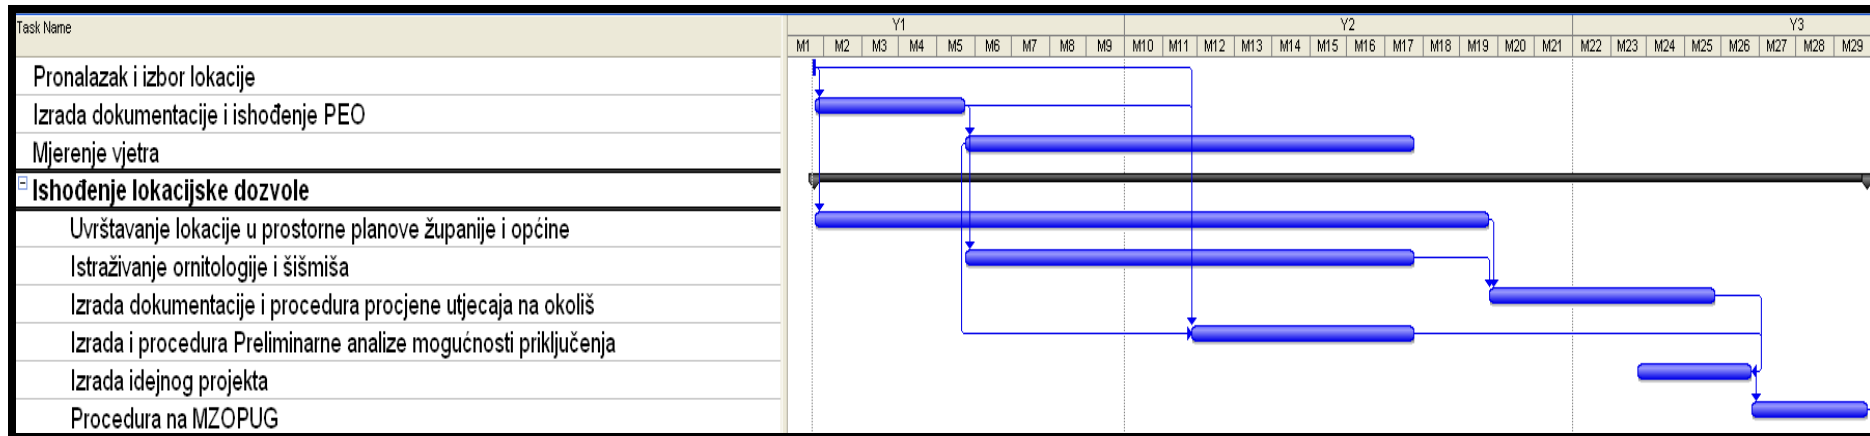 Task Name
Y1 Y2 Y3
M1 M2 M3 M4 M5 M6 M7 M8 M9 M10 M11 M12 M13 M14 M15 M16 M17 M18 M19 M20 M21 M22 M23 M24 M25 M26 M27 M28 M29
Pronalazak i izbor lokacije
Izrada dokumentacije i ishođenje PEO
Mjerenje vjetra
Ishođenje lokacijske dozvole
Uvrštavanje lokacije u prostorne planove županije i općine
Istraživanje ornitologije i šišmiša
Izrada dokumentacije i procedura procjene utjecaja na okoliš
Izrada i procedura Preliminarne analize mogućnosti priključenja
Izrada idejnog projekta
Procedura na MZOPUG